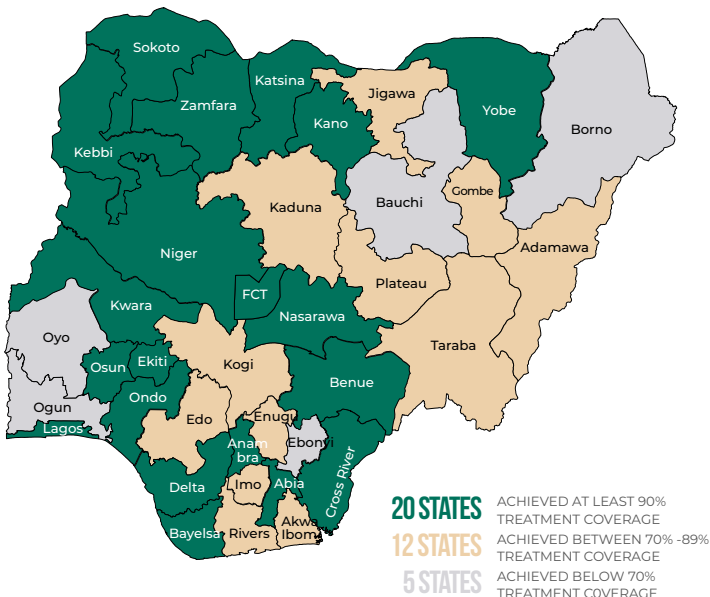 Sokoto
Katsina
Jigawa
Zamfara
Kano
Yobe
Borno
Kebbi
Gombe
Bauchi
Kaduna
Adamawa
Niger
Plateau
FCT
Kwara
Nasarawa
Oyo
Taraba
Osun
Ekiti
Kogi
Benue
Ondo
Ogun
Edo
Enugu
Lagos
Anam
bra
Ebonyi
Cross River
Delta
Imo
Abia
Bayelsa
Rivers
Akwa
Ibom
20 STATES
ACHIEVED AT LEAST 90%
TREATMENT COVERAGE
12 STATES
ACHIEVED BETWEEN 70% -89%
TREATMENT COVERAGE
5 STATES
ACHIEVED BELOW 70%
TREATMENT COVERAGE